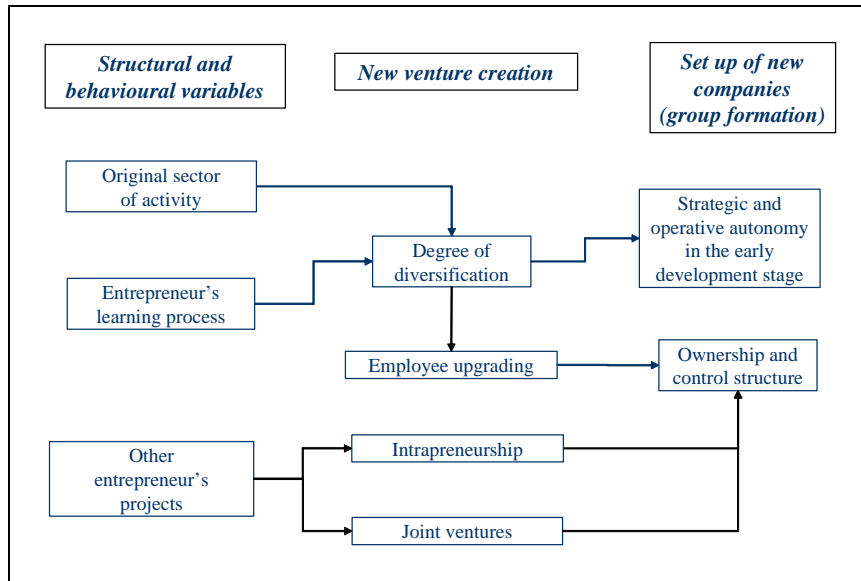 Structural and
behavioural variables
New venture creation
Set up of new
companies
(group formation)
Original sector
of activity
Strategic and
operative autonomy
in the early
development stage
Degree of
diversification
Entrepreneur’s
learning process
Employee upgrading
Ownership and
control structure
Other
entrepreneur’s
projects
Intrapreneurship
Joint ventures